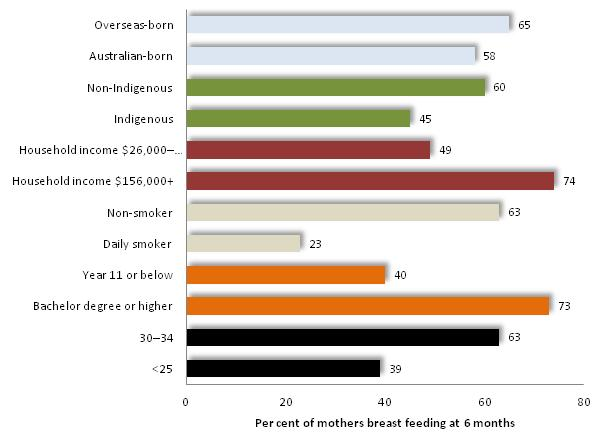 Overseas-born 65
Australian-born 58
Non-Indigenous 60
Indigenous 45
Household income $26,000–... 49
Household income $156,000+ 74
Non-smoker 63
Daily smoker 23
Year 11 or below 40
Bachelor degree or higher 73
30–34 63
<25 39
0 20 40 60 80
Per cent of mothers breast feeding at 6 months